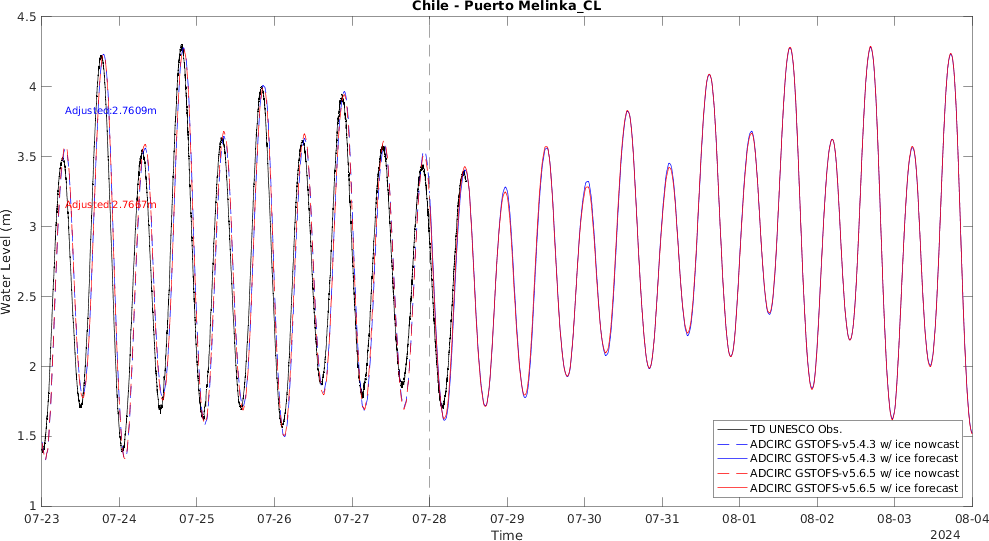 Chile - Puerto Melinka_CL
4.5
4
3.5
3
2.5
2
1.5
1
Water Level (m)
Adjusted:2.7609m
Adjusted:2.7667m
TD UNESCO Obs.
ADCIRC GSTOFS-v5.4.3 w/ ice nowcast
ADCIRC GSTOFS-v5.4.3 w/ ice forecast
ADCIRC GSTOFS-v5.6.5 w/ ice nowcast
ADCIRC GSTOFS-v5.6.5 w/ ice forecast
07-23 07-24 07-25 07-26 07-27 07-28 07-29 07-30 07-31 08-01 08-02 08-03 08-04
Time
2024